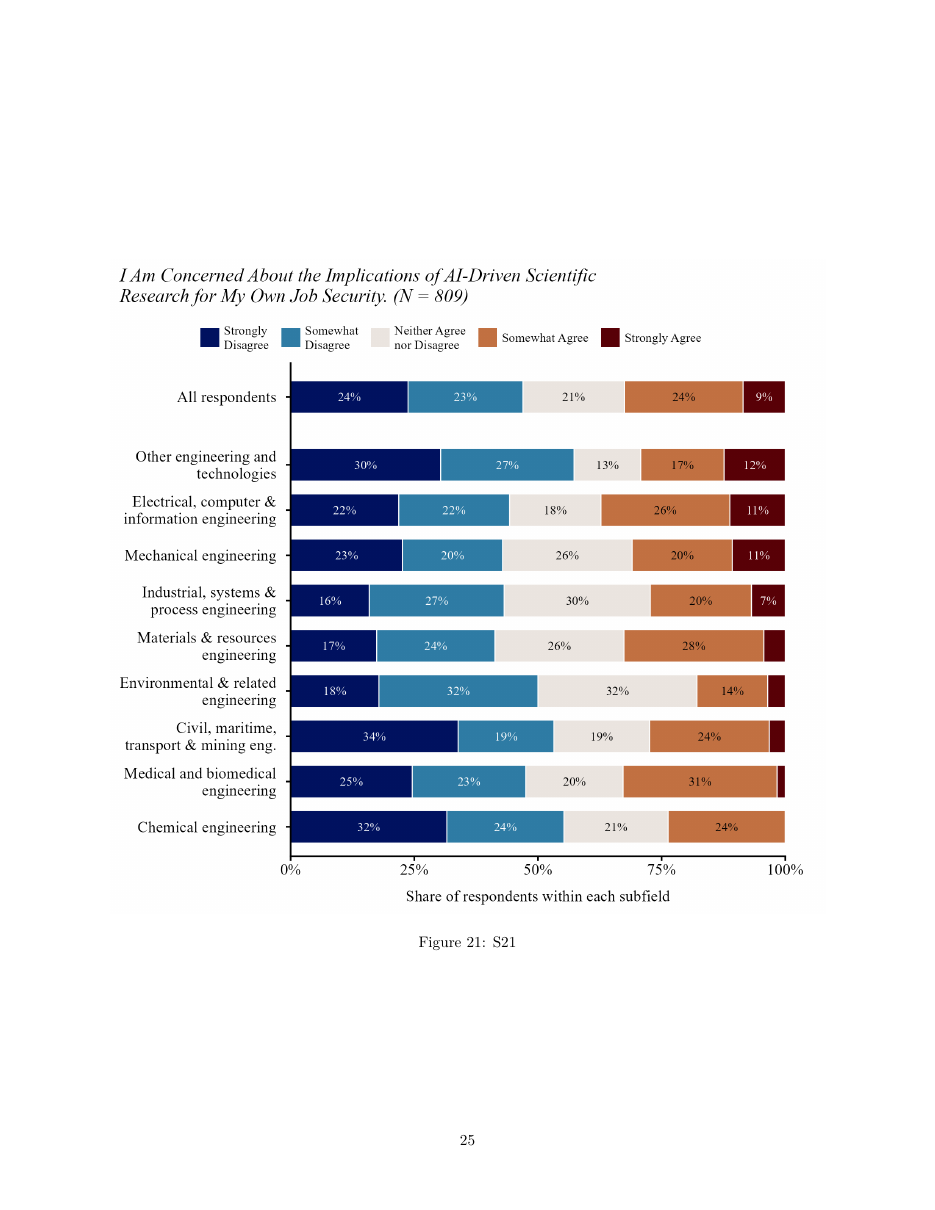 I Am Concerned About the Implications of AI-Driven Scientific
Research for My Own Job Security. (N = 809)
Strongly
Disagree
Somewhat
Disagree
Neither Agree
nor Disagree
Somewhat Agree
Strongly Agree
All respondents
24%
23%
21%
24%
9%
Other engineering and
technologies
30%
27%
13%
17%
12%
Electrical, computer &
information engineering
22%
22%
18%
26%
11%
Mechanical engineering
23%
20%
26%
20%
11%
Industrial, systems &
process engineering
16%
27%
30%
20%
7%
Materials & resources
engineering
17%
24%
26%
28%
Environmental & related
engineering
18%
32%
32%
14%
Civil, maritime,
transport & mining eng.
34%
19%
19%
24%
Medical and biomedical
engineering
25%
23%
20%
31%
Chemical engineering
32%
24%
21%
24%
0%
25%
50%
75%
100%
Share of respondents within each subfield
Figure 21: S21
25